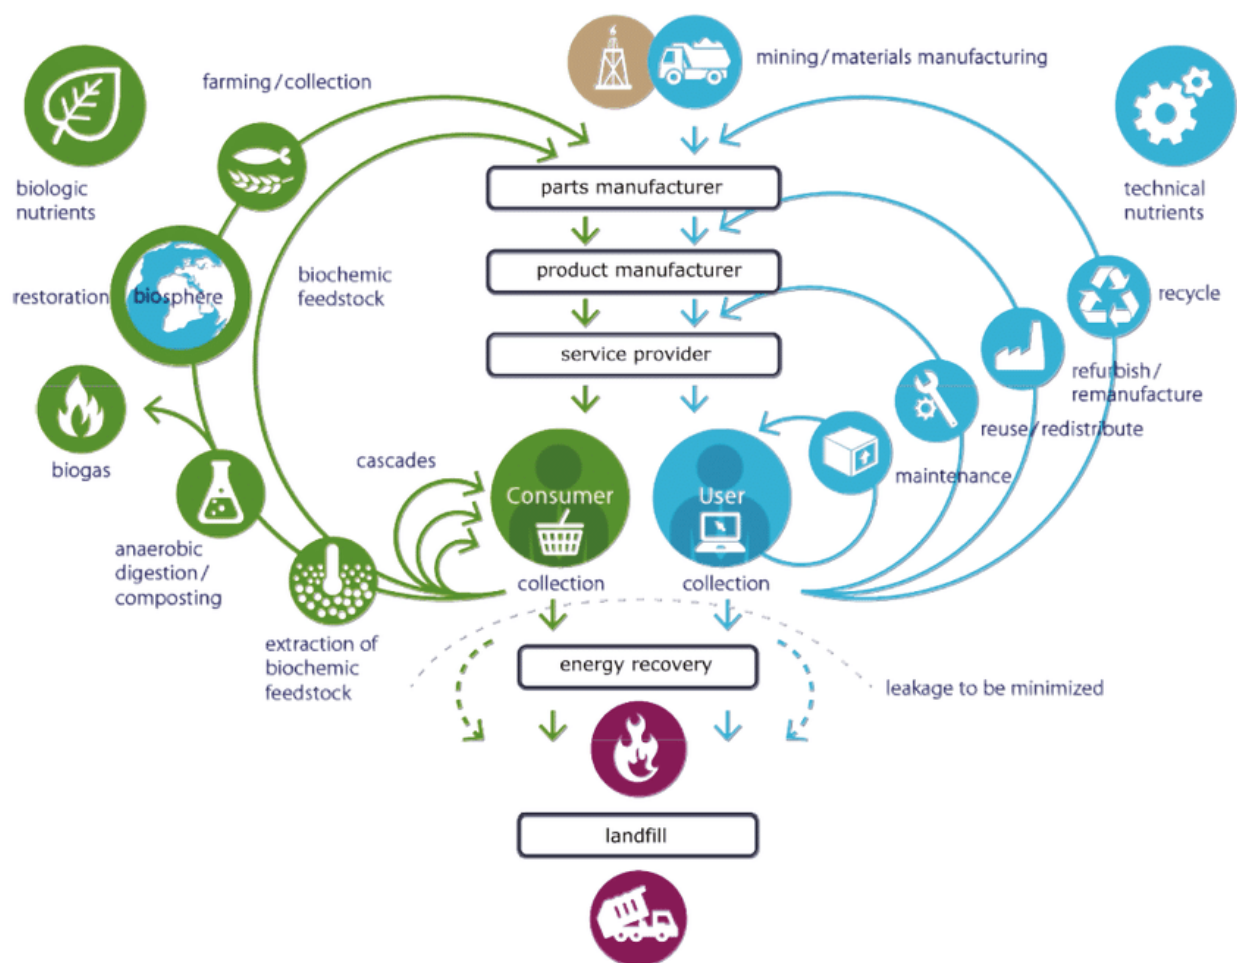 mining/materials manufacturing
farming/collection
biologic
nutrients
technical
nutrients
parts manufacturer
product manufacturer
service provider
biochemic
feedstock
restoration
biosphere
recycle
refurbish/
remanufacture
reuse/redistribute
maintenance
biogas
cascades
Consumer
User
anaerobic
digestion/
composting
collection
collection
extraction of
biochemic
feedstock
energy recovery
leakage to be minimized
landfill